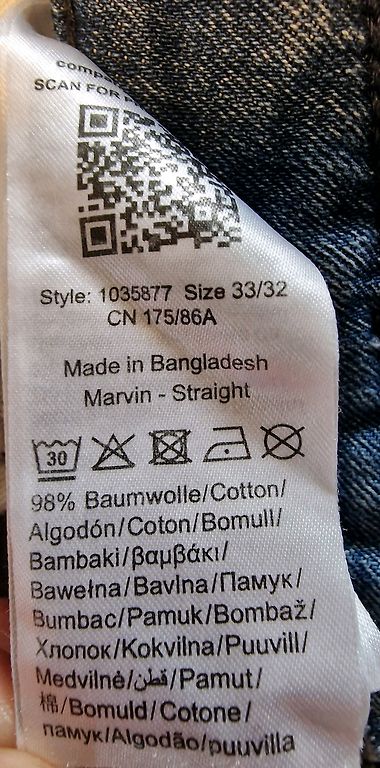 SCAN FOR
Style: 1035877 Size 33/32
CN 175/86A
Made in Bangladesh
Marvin - Straight
30
98% Baumwolle/Cotton/
Algodón/Coton/Bomull/
Bambaki/βαμβάκι/
Bawełna/Bavlna/Памук/
Bumbac/Pamuk/Bombaž/
Хлопок/Kokvilna/Puuvill/
Medvilnė/قطن/Pamut/
棉/Bomuld/Cotone/
памук/Algodão/puuvilla